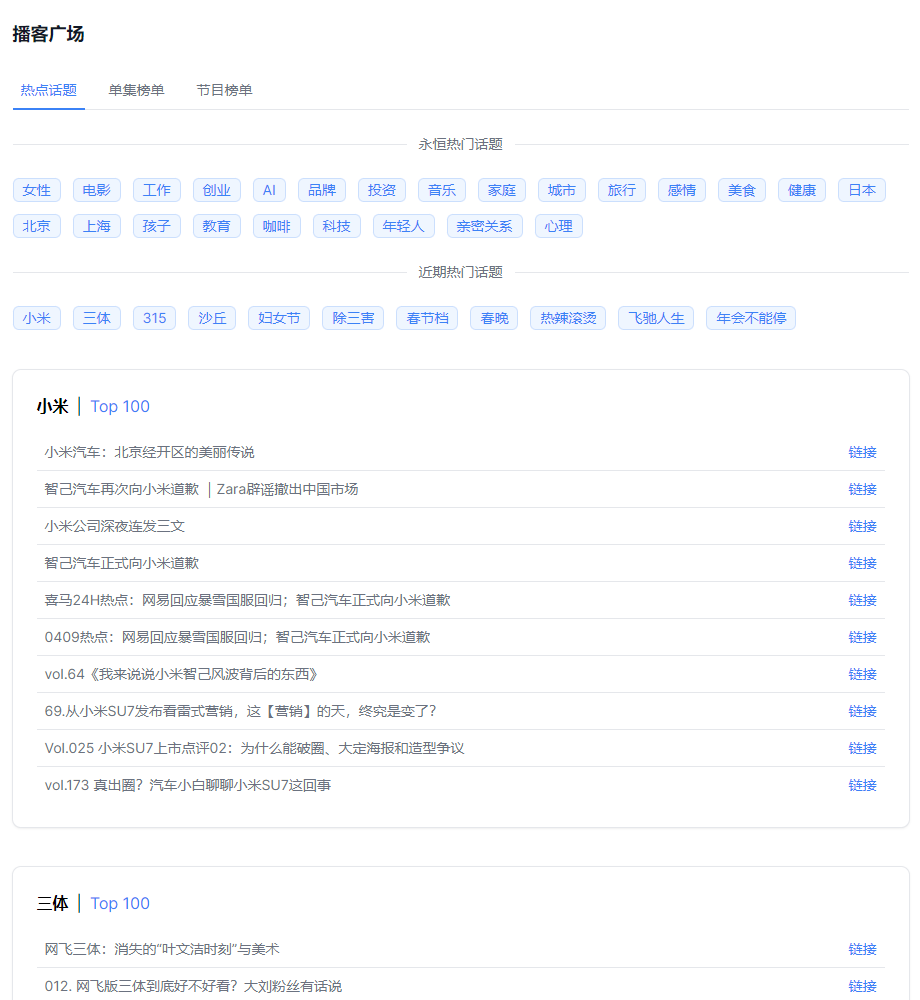 播客广场
热点话题 单集榜单 节目榜单
永恒热门话题
女性 电影 工作 创业 AI 品牌 投资 音乐 家庭 城市 旅行 感情 美食 健康 日本
北京 上海 孩子 教育 咖啡 科技 年轻人 亲密关系 心理
近期热门话题
小米 三体 315 沙丘 妇女节 除三害 春节档 春晚 热辣滚烫 飞驰人生 年会不能停
小米 | Top 100
小米汽车：北京经开区的美丽传说 链接
智己汽车再次向小米道歉 | Zara辟谣撤出中国市场 链接
小米公司深夜连发三文 链接
智己汽车正式向小米道歉 链接
喜马24H热点：网易回应暴雪国服回归；智己汽车正式向小米道歉 链接
0409热点：网易回应暴雪国服回归；智己汽车正式向小米道歉 链接
vol.64《我来说说小米智己风波背后的东西》 链接
69.从小米SU7发布看雷式营销，这【营销】的天，终究是变了？ 链接
Vol.025 小米SU7上市点评02：为什么能破圈、大定海报和造型争议 链接
vol.173 真出圈？汽车小白聊聊小米SU7这回事 链接
三体 | Top 100
网飞三体：消失的“叶文洁时刻”与美术 链接
012. 网飞版三体到底好不好看？大刘粉丝有话说 链接